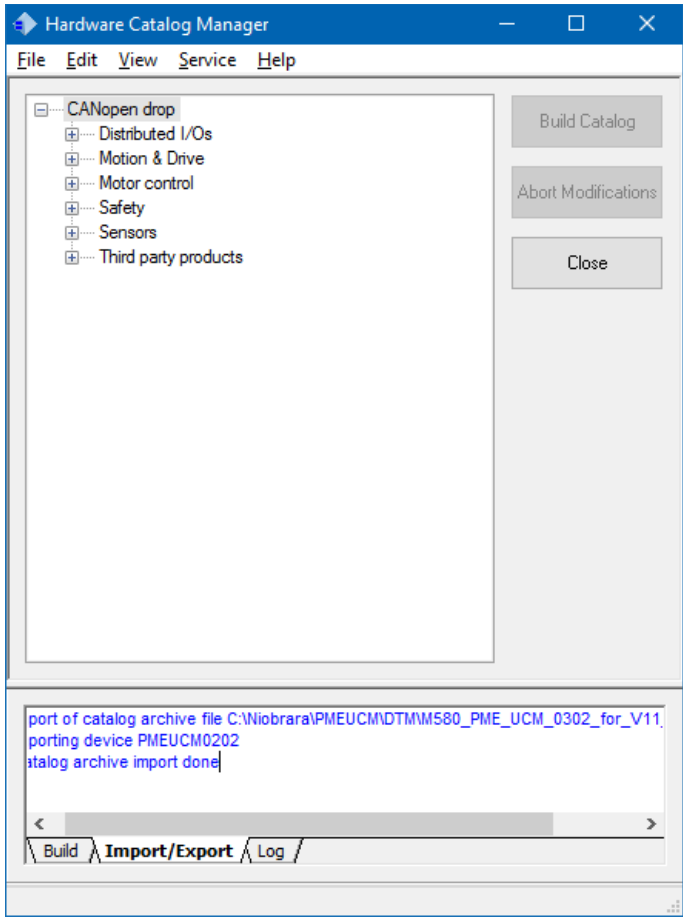 Hardware Catalog Manager
File Edit View Service Help
CANopen drop
Distributed I/Os
Motion & Drive
Motor control
Safety
Sensors
Third party products
Build Catalog
Abort Modifications
Close
port of catalog archive file C:\Niobrara\PMEUCM\DTM\M580_PME_UCM_0302_for_V11_
porting device PMEUCM0202
atalog archive import done
Build Import/Export Log